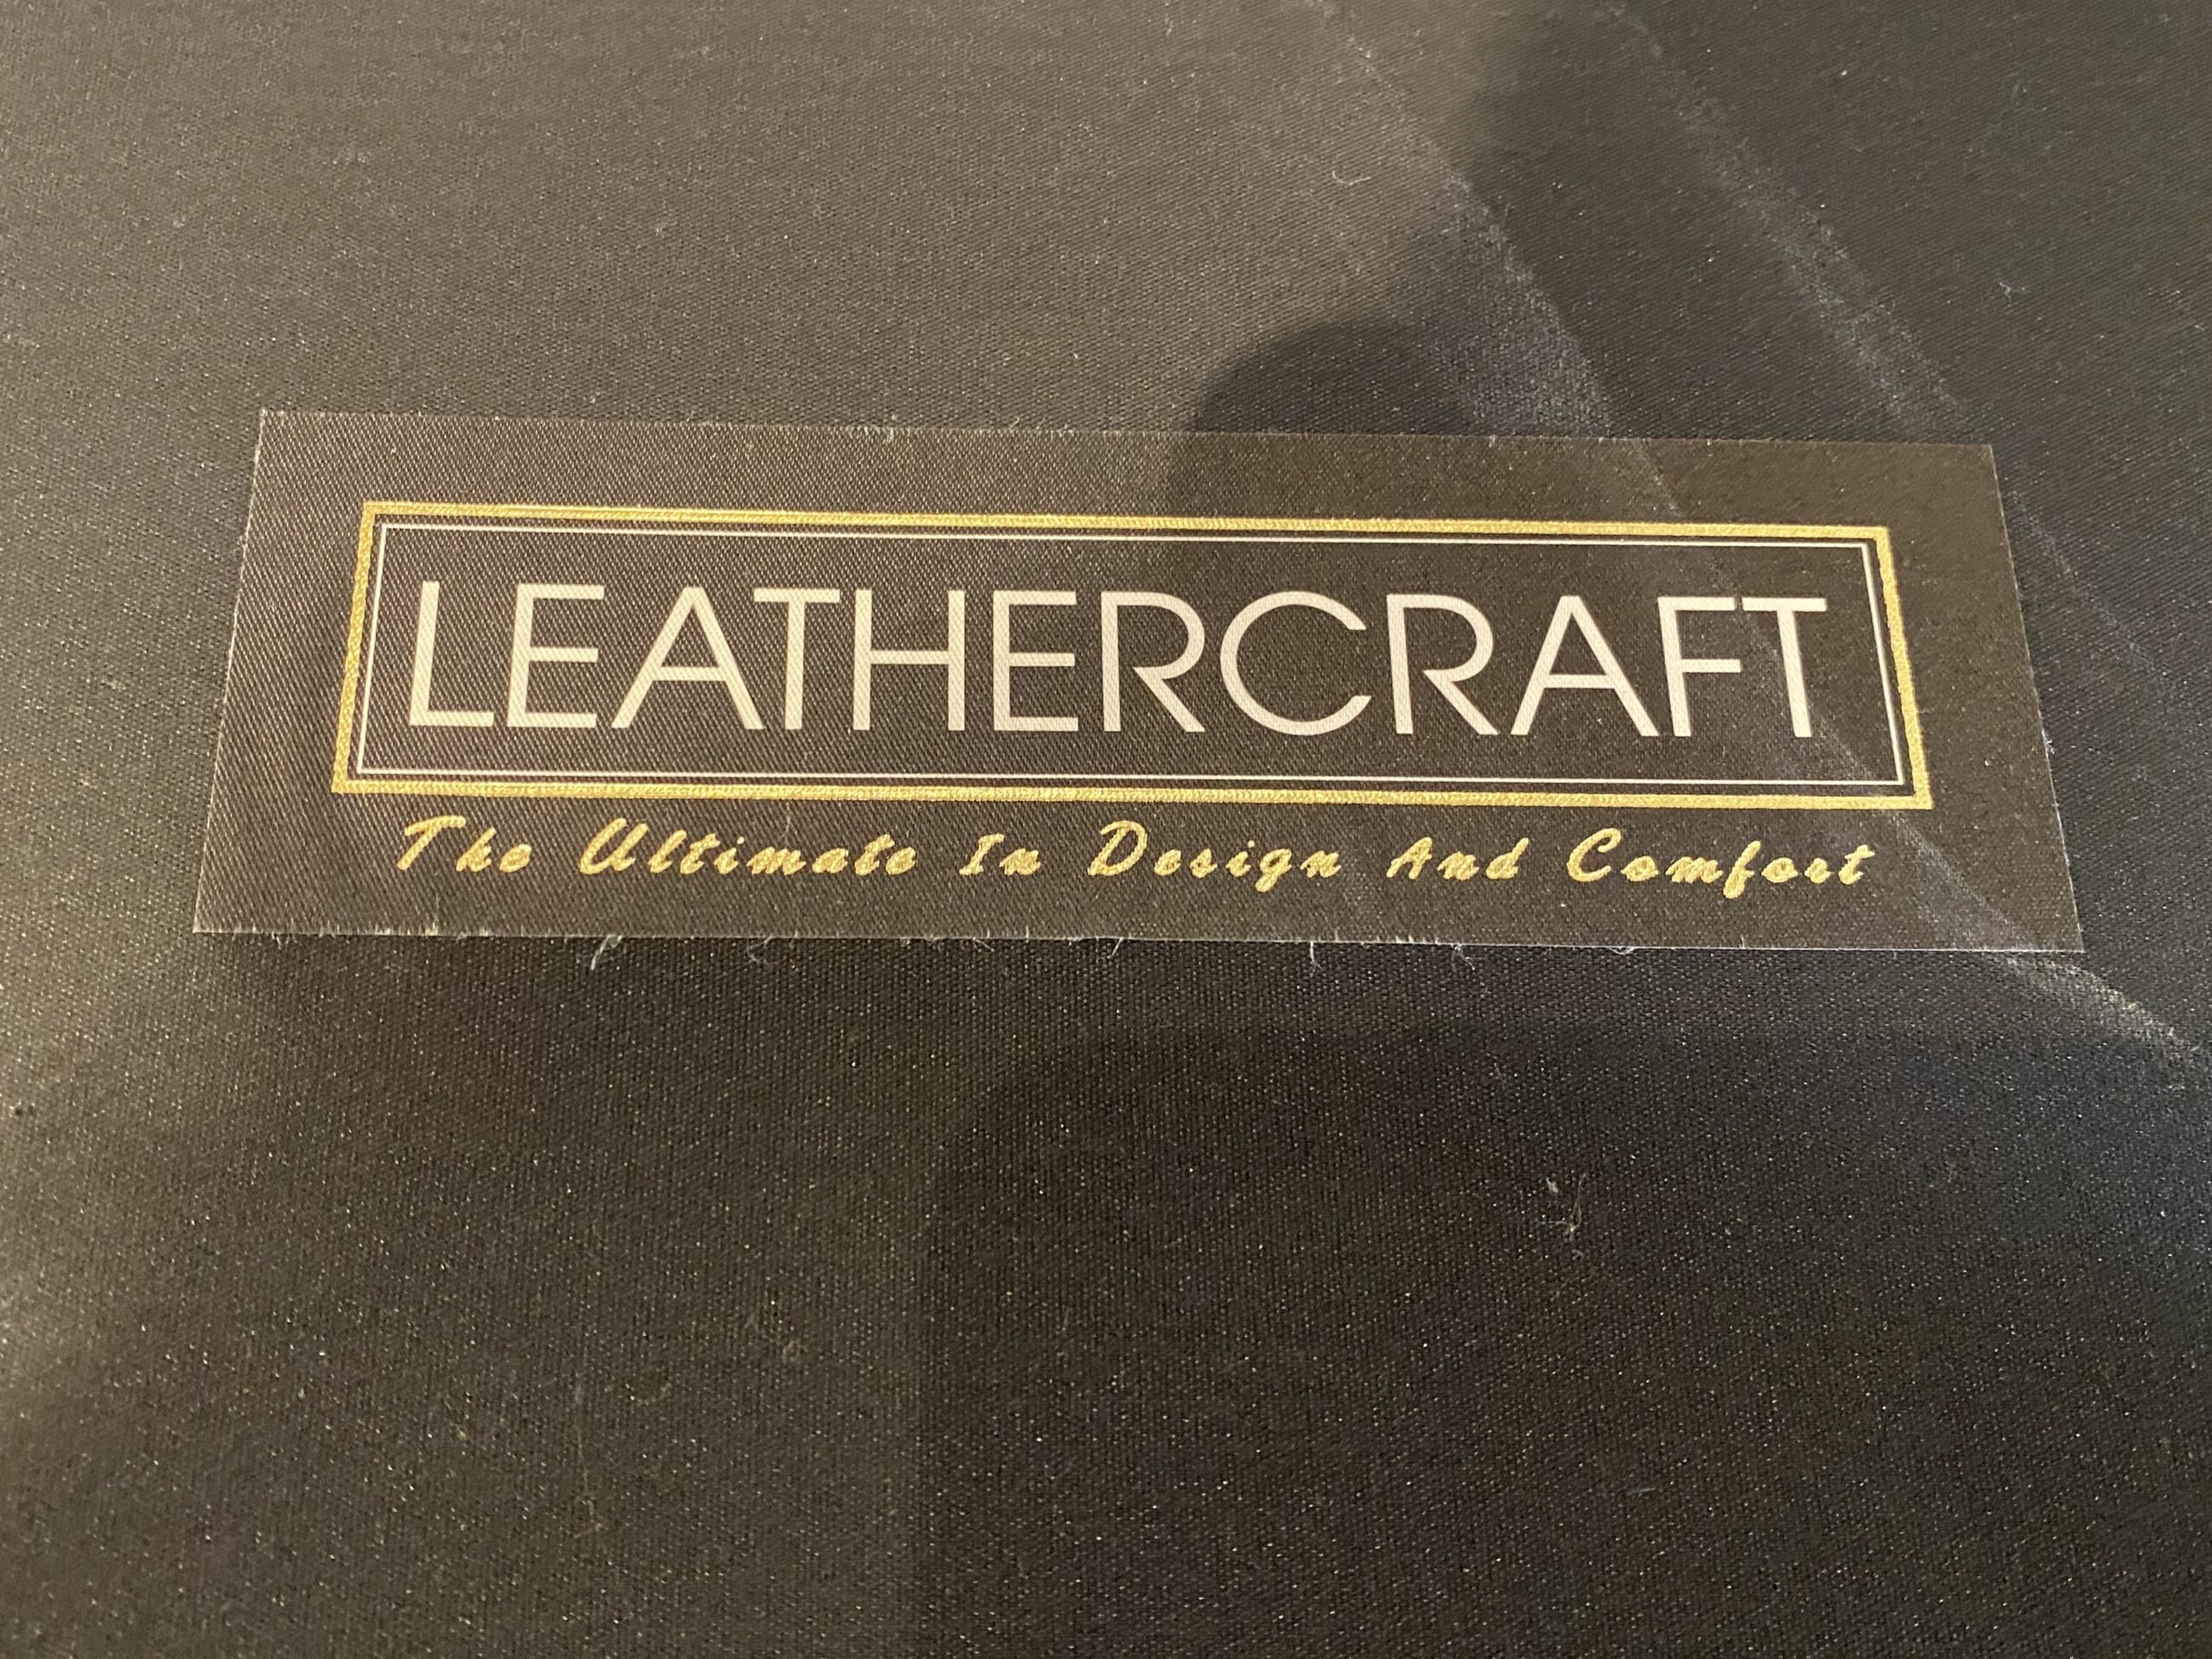 LEATHERCRAFT
The Ultimate In Design And Comfort